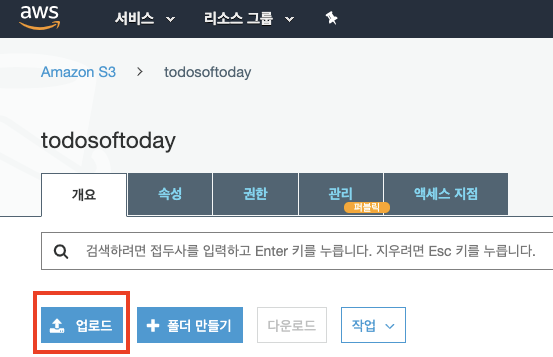 aws 서비스 리소스 그룹
Amazon S3 > todosoftoday
todosoftoday
개요 속성 권한 관리 액세스 지점
퍼블릭
검색하려면 접두사를 입력하고 Enter 키를 누릅니다. 지우려면 Esc 키를 누릅니다.
업로드 + 폴더 만들기 다운로드 작업